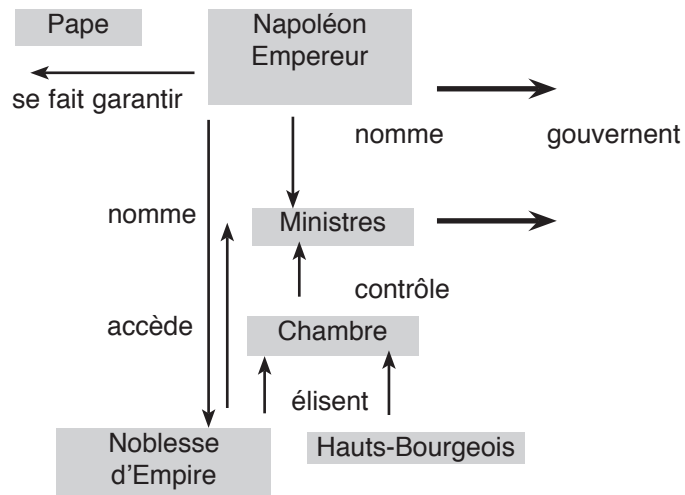 Pape
Napoléon
Empereur
se fait garantir
nomme
gouvernent
nomme
Ministres
contrôle
accède
Chambre
élisent
Noblesse
d'Empire
Hauts-Bourgeois